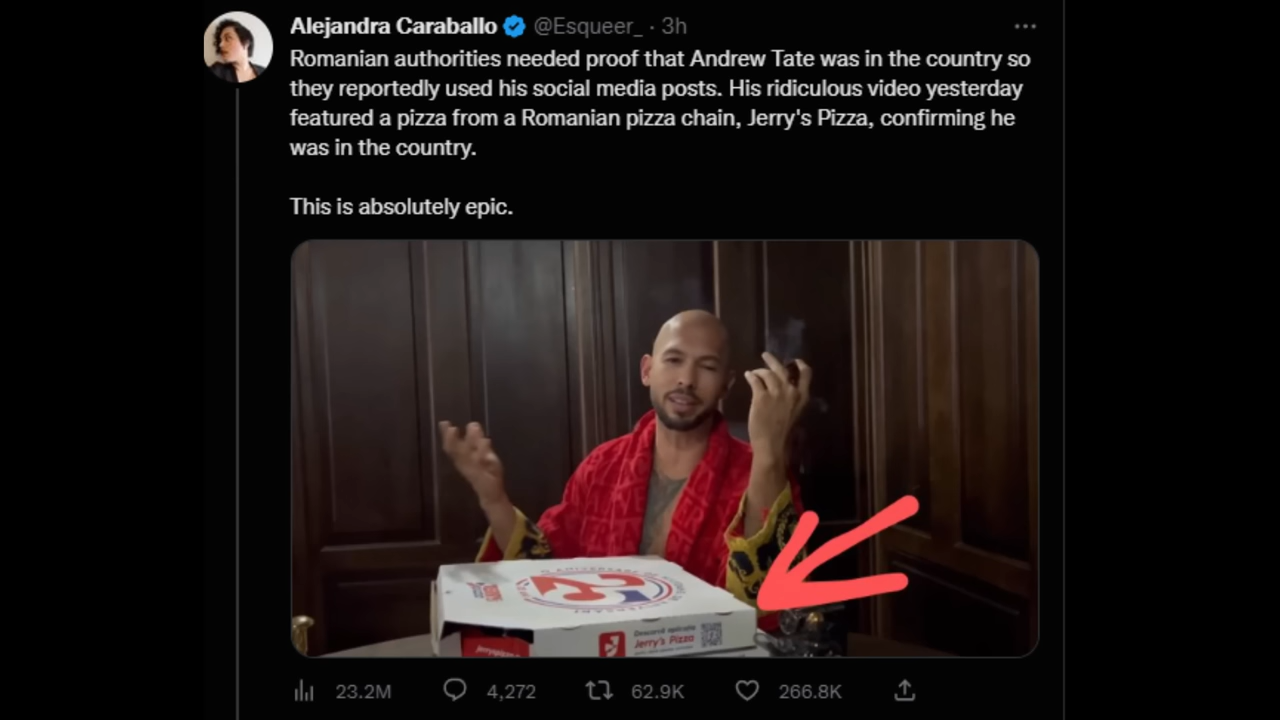 Alejandra Caraballo @Esqueer_ · 3h
Romanian authorities needed proof that Andrew Tate was in the country so
they reportedly used his social media posts. His ridiculous video yesterday
featured a pizza from a Romanian pizza chain, Jerry's Pizza, confirming he
was in the country.
This is absolutely epic.
25
Jerry's Pizza
23.2M 4,272 62.9K 266.8K